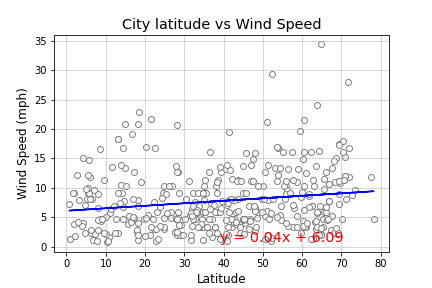 City latitude vs Wind Speed
35
30
25
20
15
10
5
0
Wind Speed (mph)
y = 0.04x + 6.09
0 10 20 30 40 50 60 70 80
Latitude